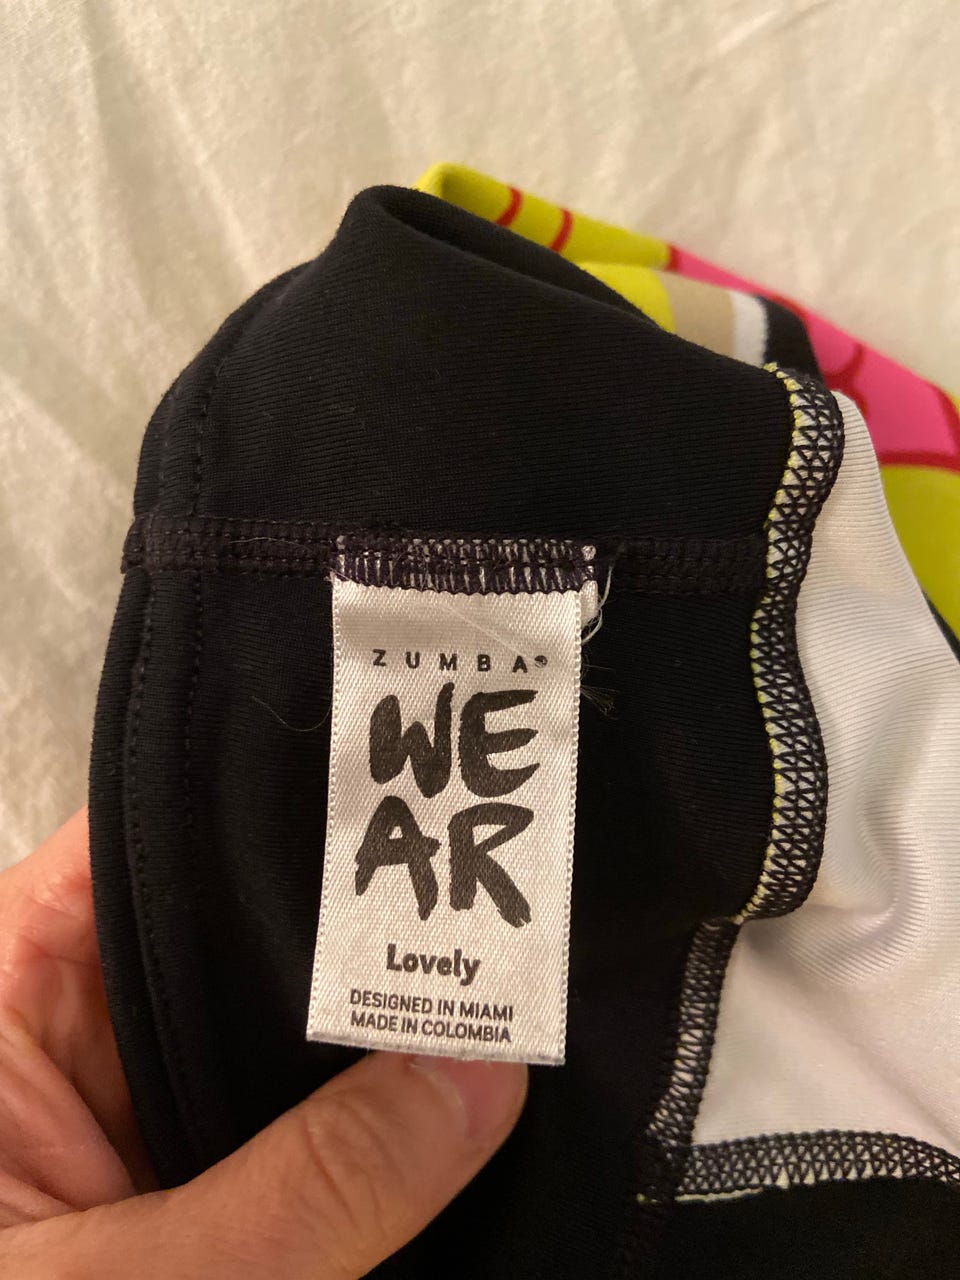 ZUMBA®
WE
AR
Lovely
DESIGNED IN MIAMI
MADE IN COLOMBIA